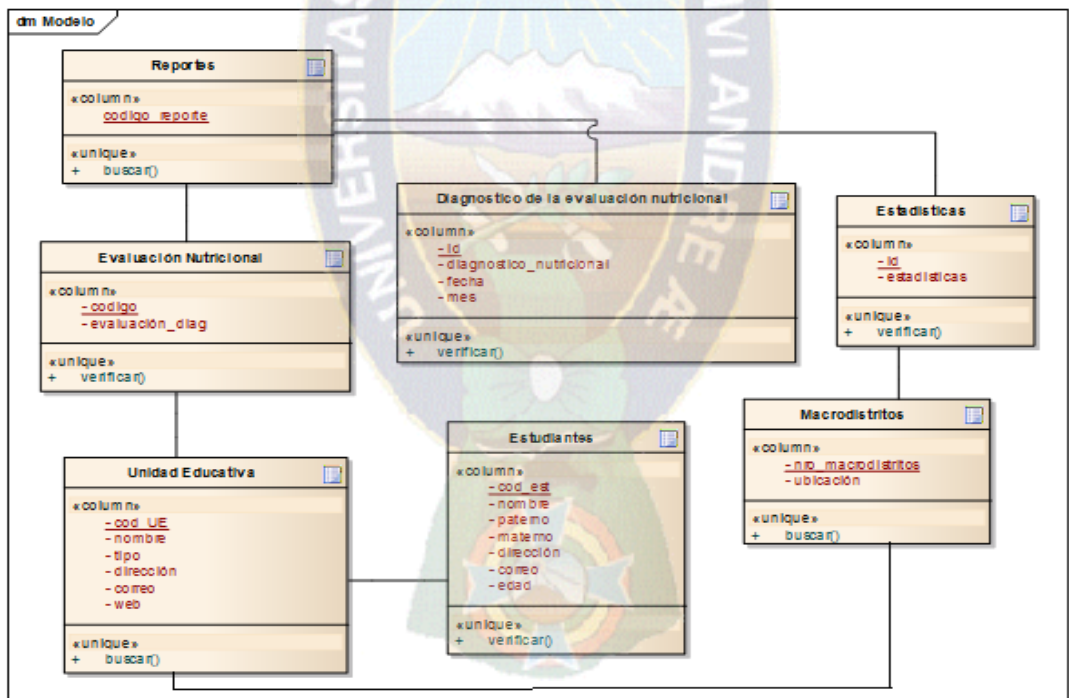 dm Modelo
Reportes
«column»
codigo_reporte
«unique»
+ buscar()
Diagnostico de la evaluación nutricional
«column»
- id
- diagnostico_nutricional
- fecha
- mes
«unique»
+ verificar()
Estadisticas
«column»
- id
- estadisticas
«unique»
+ verificar()
Evaluación Nutricional
«column»
- codigo
- evaluación_diag
«unique»
+ verificar()
Macrodistritos
«column»
- nro_macrodistritos
- ubicación
«unique»
+ buscar()
Estudiantes
«column»
- cod_est
- nombre
- paterno
- materno
- dirección
- correo
- edad
«unique»
+ verificar()
Unidad Educativa
«column»
- cod_UE
- nombre
- tipo
- dirección
- correo
- web
«unique»
+ buscar()
UNIVERSITAS
ANDRE Æ